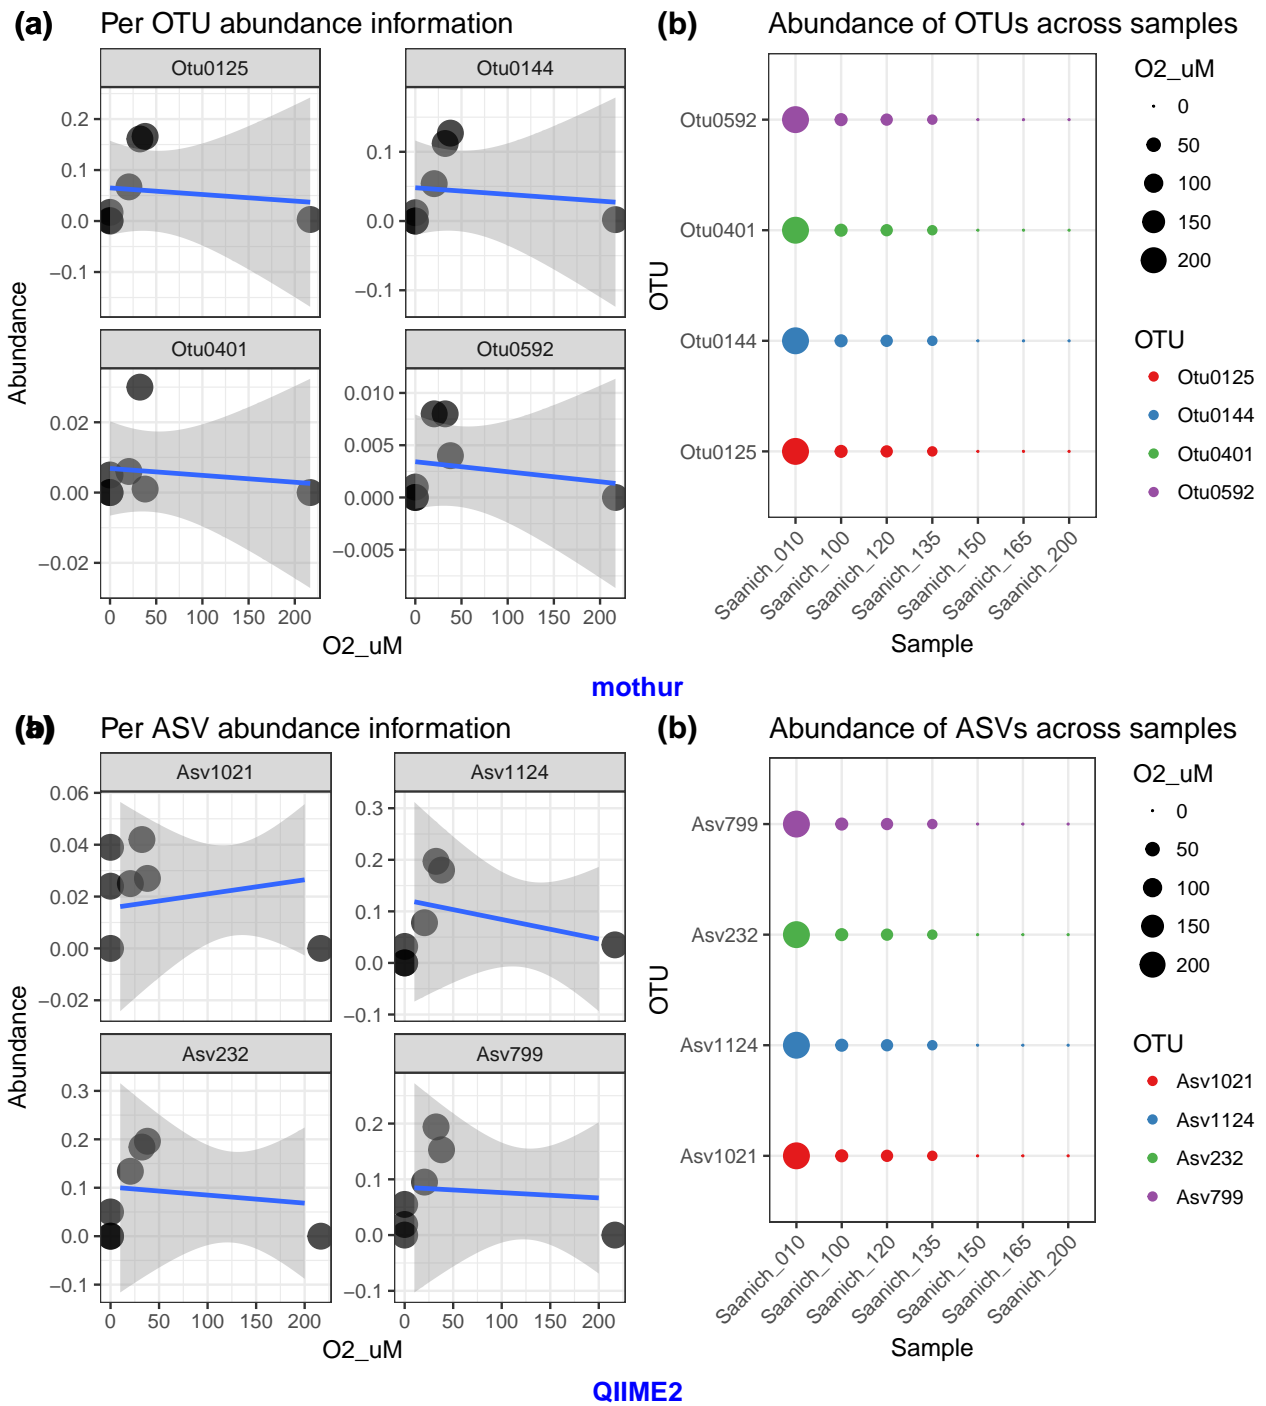 (a) Per OTU abundance information
Otu0125 Otu0144
0.2
0.1
0.0
−0.1
0.1
0.0
−0.1
Otu0401 Otu0592
0.02
0.00
−0.02
0.010
0.005
0.000
−0.005
Abundance
0 50 100 150 200
0 50 100 150 200
O2_uM
(b) Abundance of OTUs across samples
OTU
Otu0592
Otu0401
Otu0144
Otu0125
Saanich_010
Saanich_100
Saanich_120
Saanich_135
Saanich_150
Saanich_165
Saanich_200
Sample
O2_uM
0
50
100
150
200
OTU
Otu0125
Otu0144
Otu0401
Otu0592
mothur
Per ASV abundance information
Asv1021 Asv1124
0.06
0.04
0.02
0.00
−0.02
0.3
0.2
0.1
0.0
−0.1
Asv232 Asv799
0.3
0.2
0.1
0.0
−0.1
0.2
0.1
0.0
−0.1
Abundance
0 50 100 150 200
0 50 100 150 200
O2_uM
(b) Abundance of ASVs across samples
OTU
Asv799
Asv232
Asv1124
Asv1021
Saanich_010
Saanich_100
Saanich_120
Saanich_135
Saanich_150
Saanich_165
Saanich_200
Sample
O2_uM
0
50
100
150
200
OTU
Asv1021
Asv1124
Asv232
Asv799
QIIME2